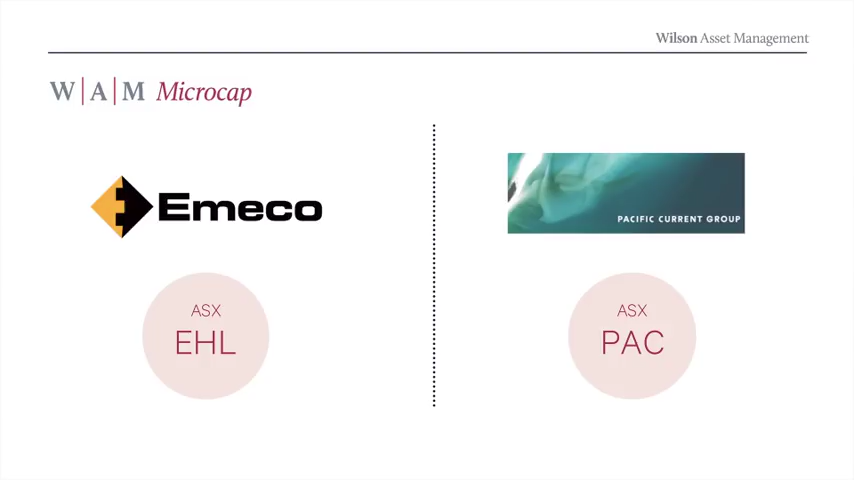 Wilson Asset Management
W|A|M Microcap
Emeco
PACIFIC CURRENT GROUP
ASX
EHL
ASX
PAC